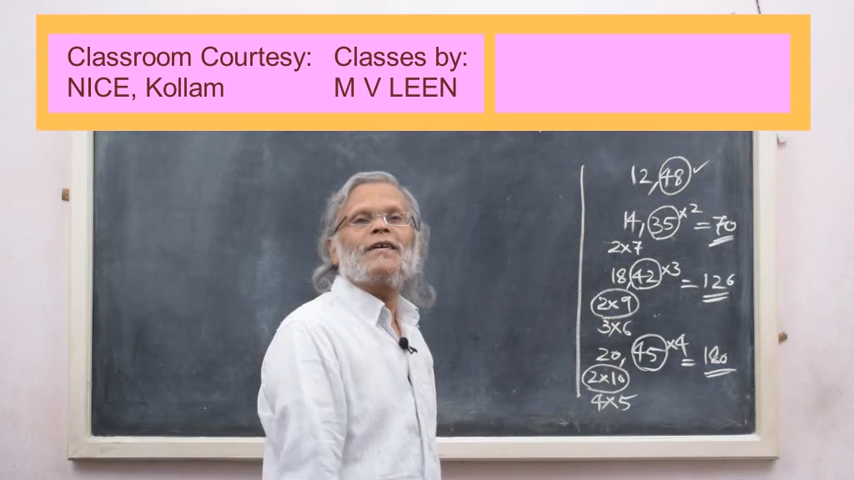 Classroom Courtesy: Classes by:
NICE, Kollam M V LEEN
12, 48 ✓
14, 35 ×2 = 70
2×7
18, 42 ×3 = 126
2×9
3×6
20, 45 ×4 = 180
2×10
4×5